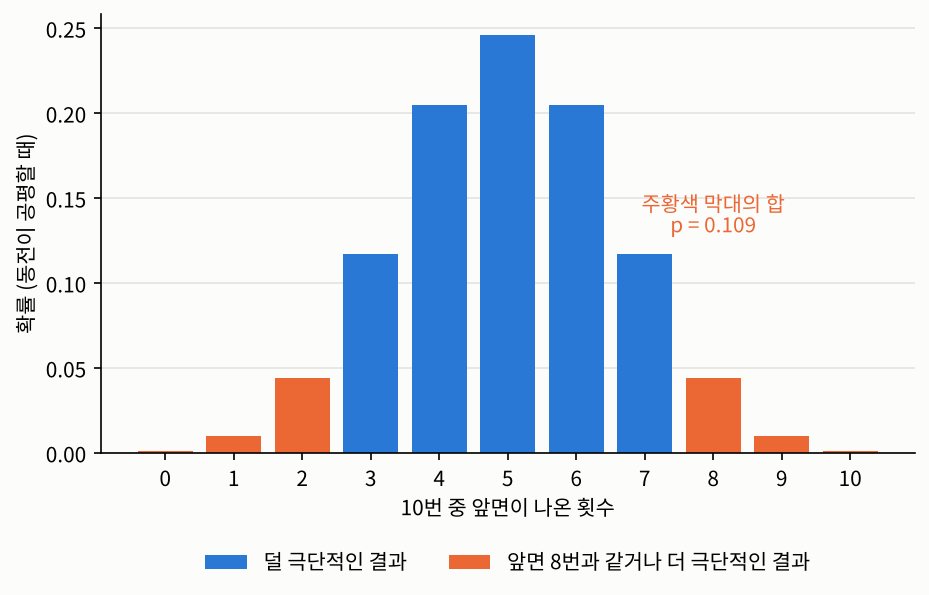 확률 (동전이 공평할 때)
0.25
0.20
0.15
0.10
0.05
0.00
주황색 막대의 합
p = 0.109
0 1 2 3 4 5 6 7 8 9 10
10번 중 앞면이 나온 횟수
덜 극단적인 결과 앞면 8번과 같거나 더 극단적인 결과